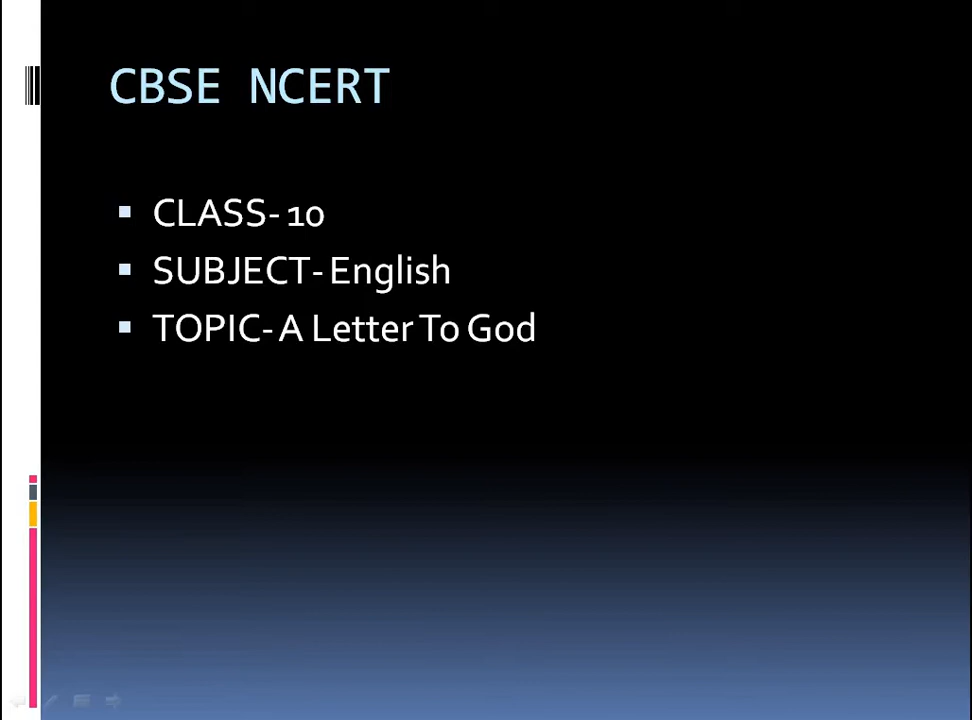 CBSE NCERT
CLASS- 10
SUBJECT- English
TOPIC- A Letter To God